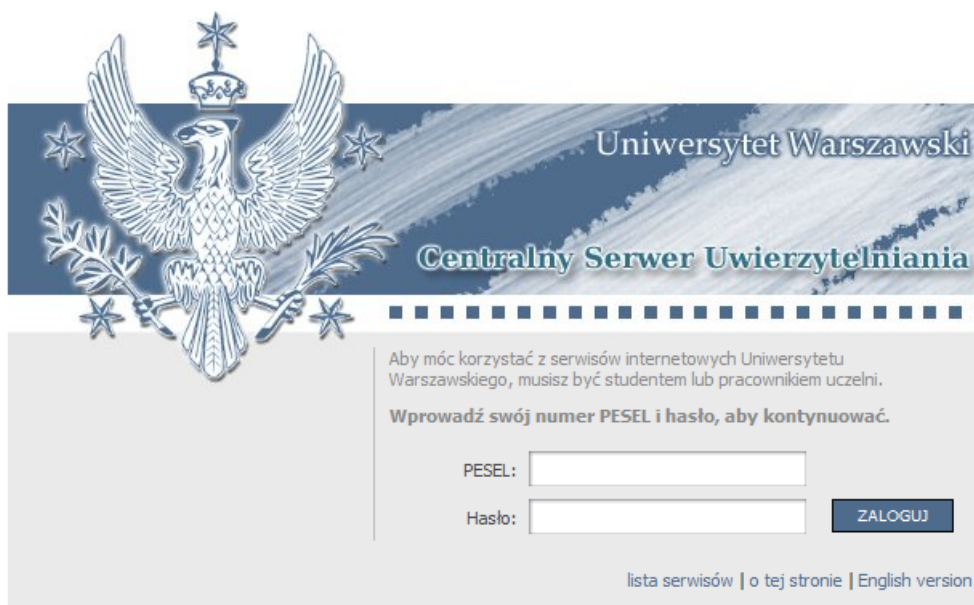 Uniwersytet Warszawski
Centralny Serwer Uwierzytelniania
Aby móc korzystać z serwisów internetowych Uniwersytetu
Warszawskiego, musisz być studentem lub pracownikiem uczelni.
Wprowadź swój numer PESEL i hasło, aby kontynuować.
PESEL:
Hasło:
ZALOGUJ
lista serwisów | o tej stronie | English version